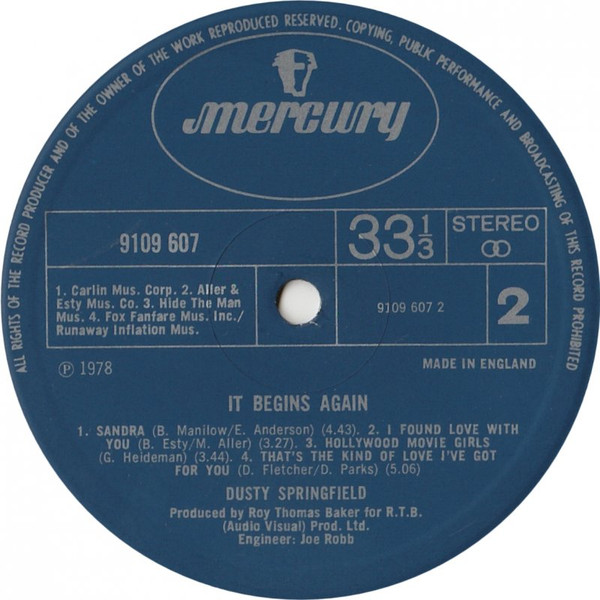 ALL RIGHTS OF THE RECORD PRODUCER AND OF THE OWNER OF THE WORK REPRODUCED RESERVED. COPYING, PUBLIC PERFORMANCE AND BROADCASTING OF THIS RECORD PROHIBITED
mercury
9109 607
33 1/3
STEREO
1. Carlin Mus. Corp. 2. Aller &
Esty Mus. Co. 3. Hide The Man
Mus. 4. Fox Fanfare Mus. Inc./
Runaway Inflation Mus.
9109 607 2
2
℗ 1978
MADE IN ENGLAND
IT BEGINS AGAIN
1. SANDRA (B. Manilow/E. Anderson) (4.43). 2. I FOUND LOVE WITH
YOU (B. Esty/M. Aller) (3.27). 3. HOLLYWOOD MOVIE GIRLS
(G. Heideman) (3.44). 4. THAT'S THE KIND OF LOVE I'VE GOT
FOR YOU (D. Fletcher/D. Parks) (5.06)
DUSTY SPRINGFIELD
Produced by Roy Thomas Baker for R.T.B.
(Audio Visual) Prod. Ltd.
Engineer: Joe Robb